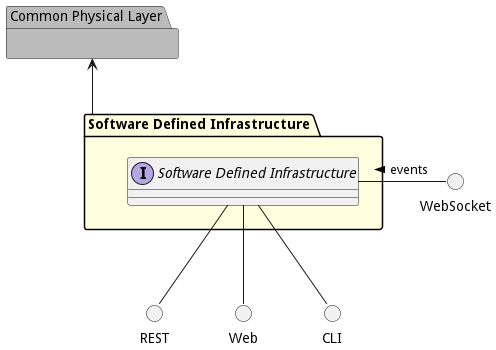 Common Physical Layer
Software Defined Infrastructure
I Software Defined Infrastructure
events
WebSocket
REST
Web
CLI